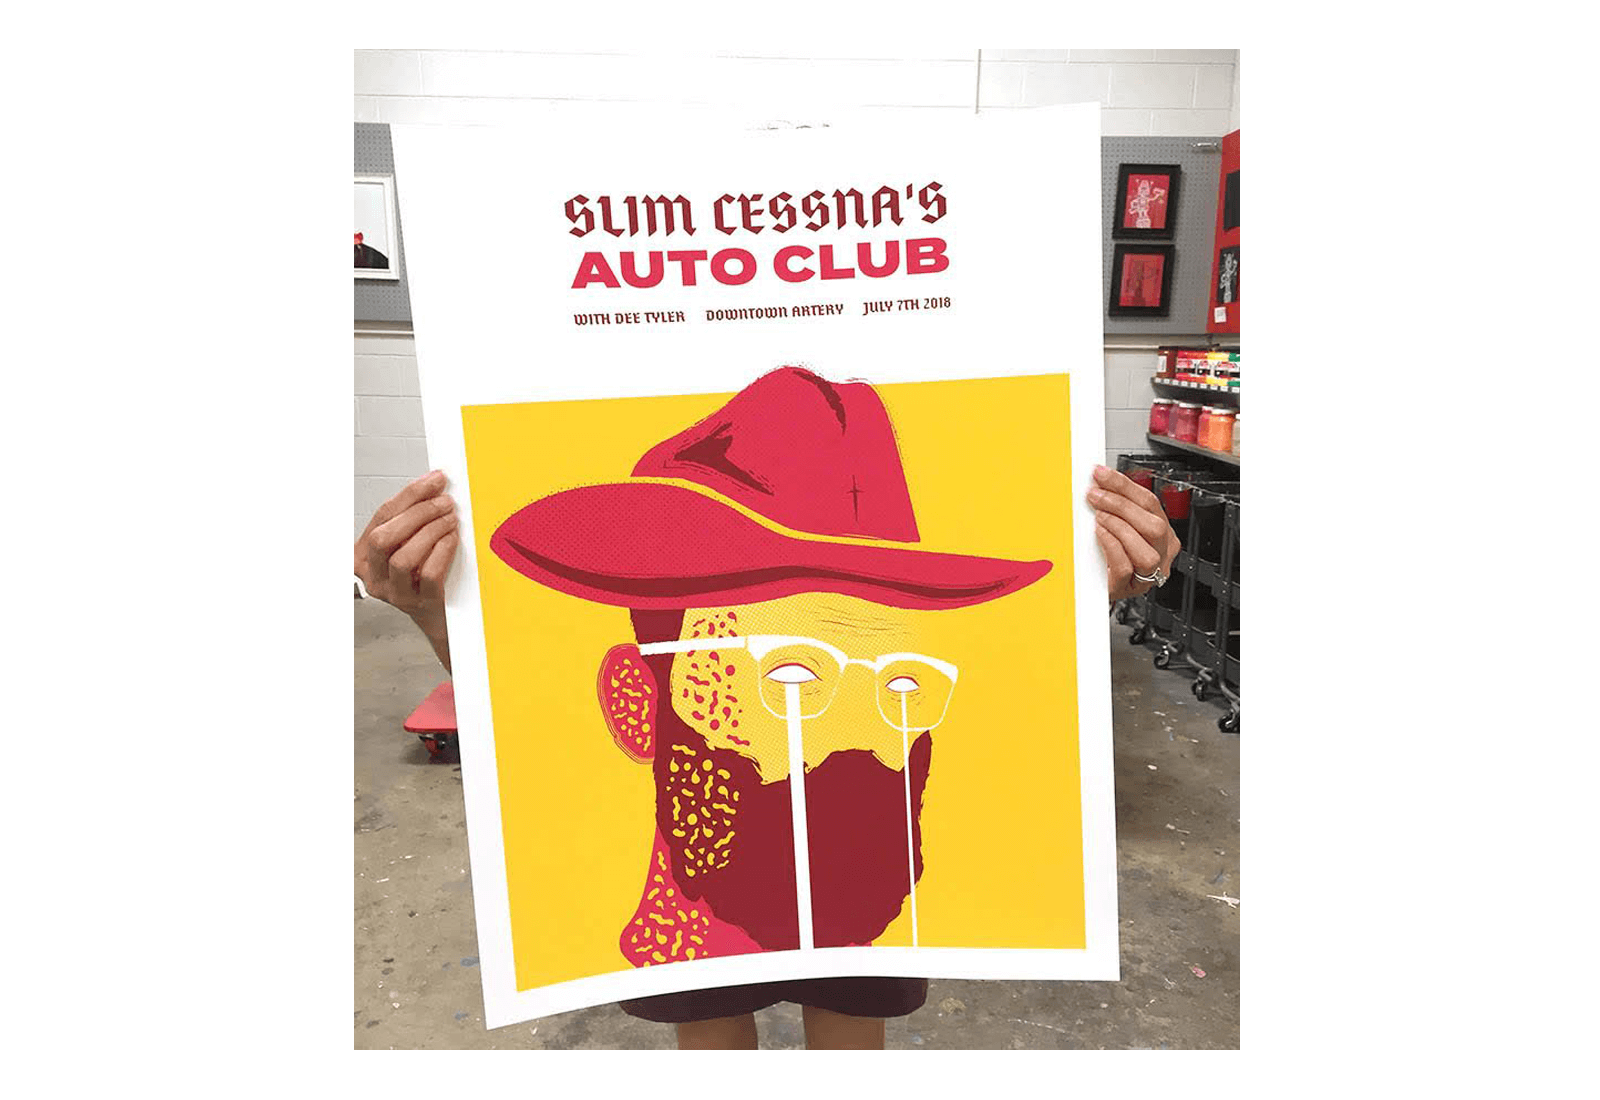 SLIM CESSNA'S
AUTO CLUB
WITH DEE TYLER DOWNTOWN ARTERY JULY 7TH 2018